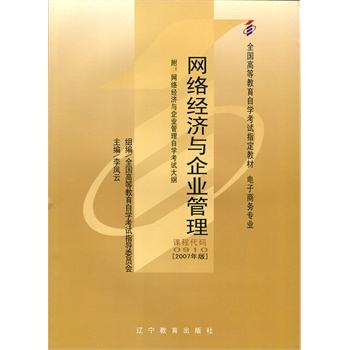 全国高等教育自学考试指定教材 电子商务专业
网络经济与企业管理
课程代码
0910
[2007年版]
附:网络经济与企业管理自学考试大纲
组编/全国高等教育自学考试指导委员会
主编/李凤云
辽宁教育出版社